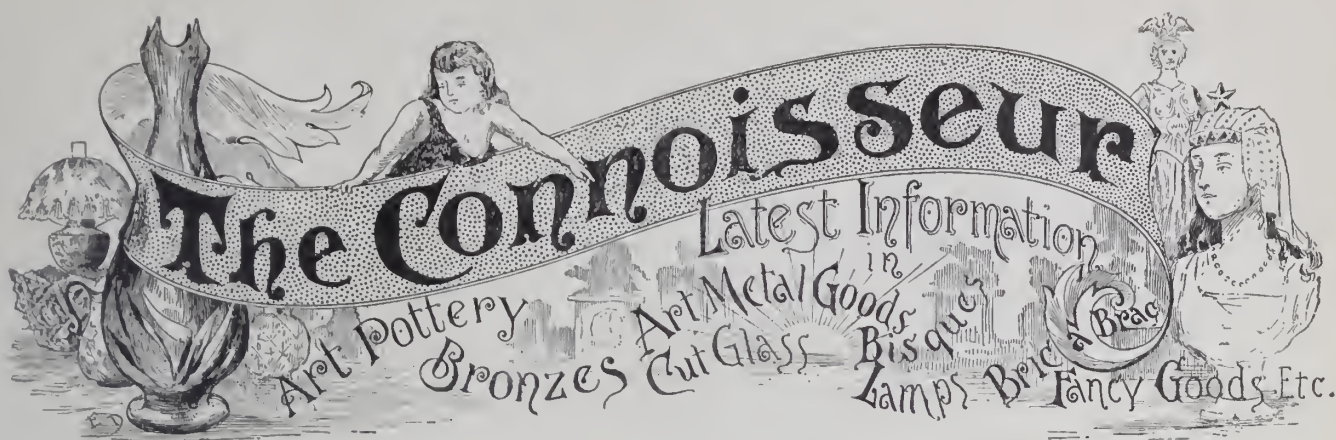 The Connoisseur
Latest Information
in
Art Pottery
Bronzes
Art Metal Goods
Cut Glass
Bisques
Lamps
Bric a Brac
Fancy Goods Etc.
E D